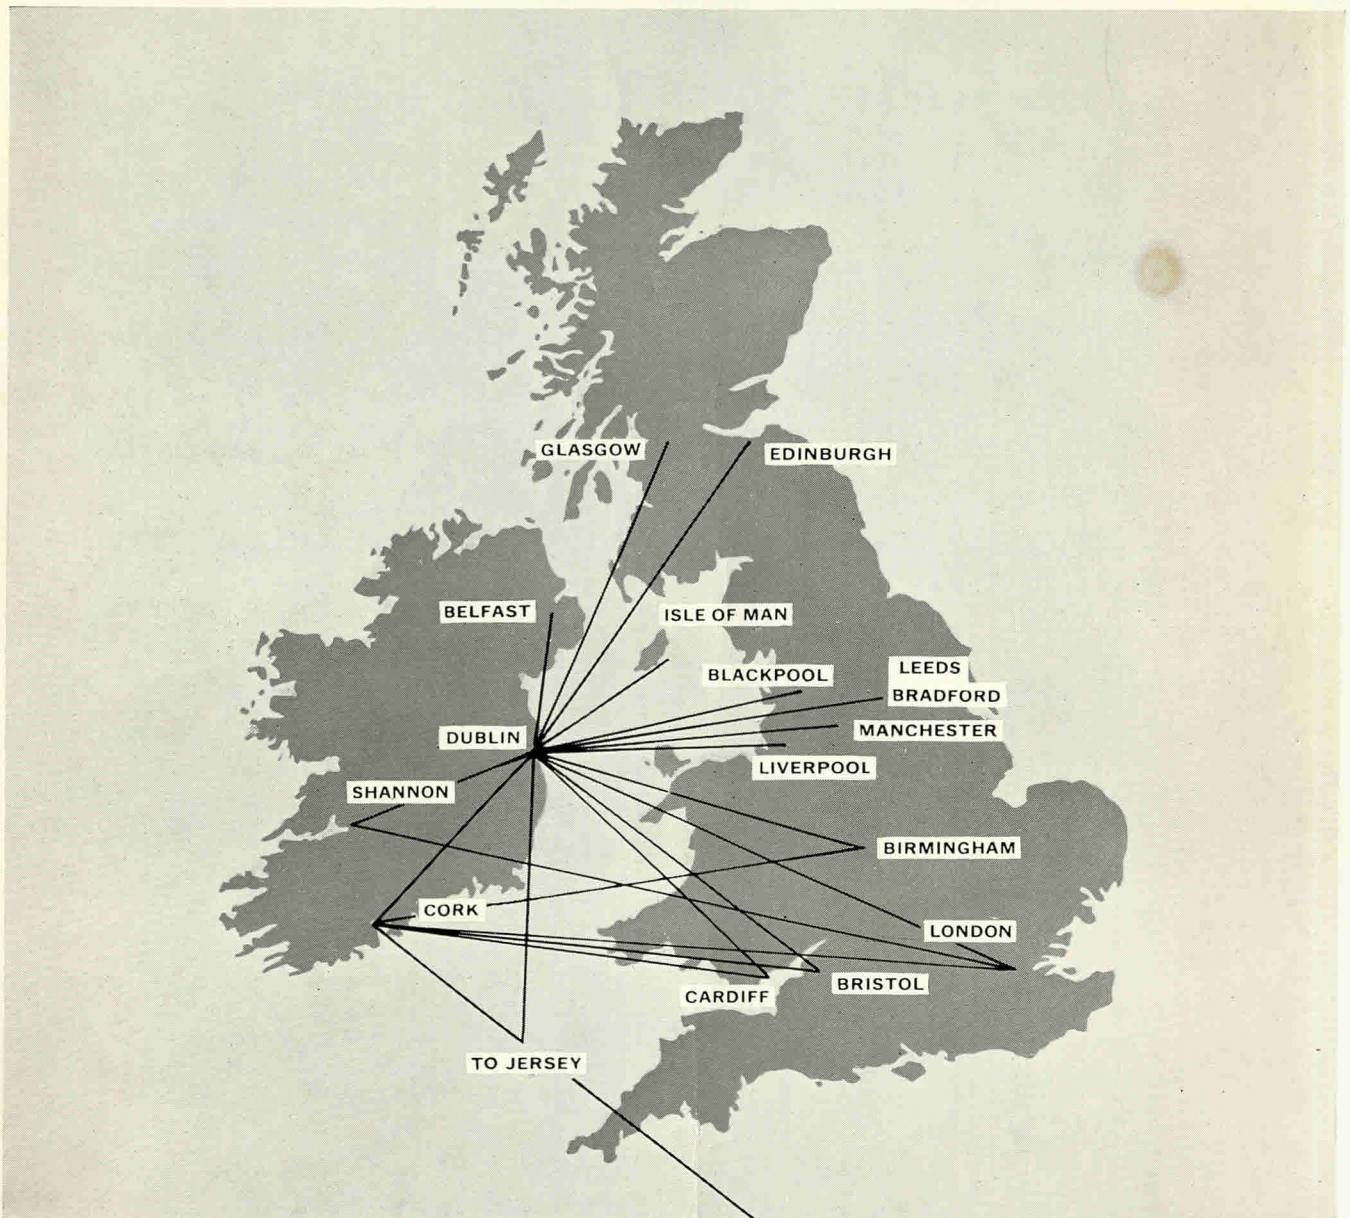 GLASGOW
EDINBURGH
BELFAST
ISLE OF MAN
BLACKPOOL
LEEDS
BRADFORD
DUBLIN
MANCHESTER
LIVERPOOL
SHANNON
BIRMINGHAM
CORK
LONDON
BRISTOL
CARDIFF
TO JERSEY